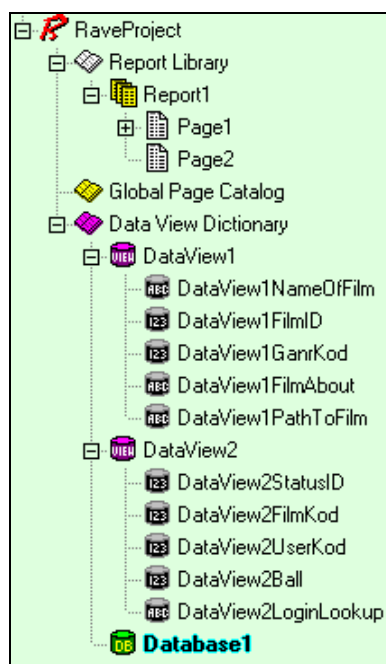 RaveProject
Report Library
Report1
Page1
Page2
Global Page Catalog
Data View Dictionary
DataView1
DataView1NameOfFilm
DataView1FilmID
DataView1GanrKod
DataView1FilmAbout
DataView1PathToFilm
DataView2
DataView2StatusID
DataView2FilmKod
DataView2UserKod
DataView2Ball
DataView2LoginLookup
Database1